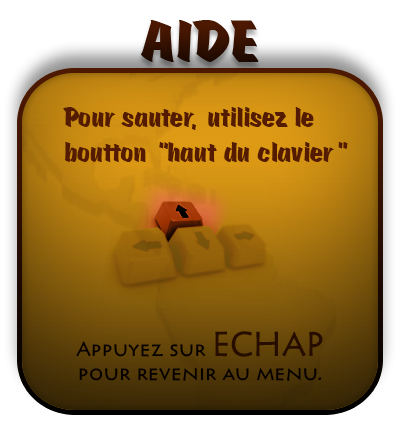 AIDE
Pour sauter, utilisez le
boutton "haut du clavier"
APPUYEZ SUR ECHAP
POUR REVENIR AU MENU.